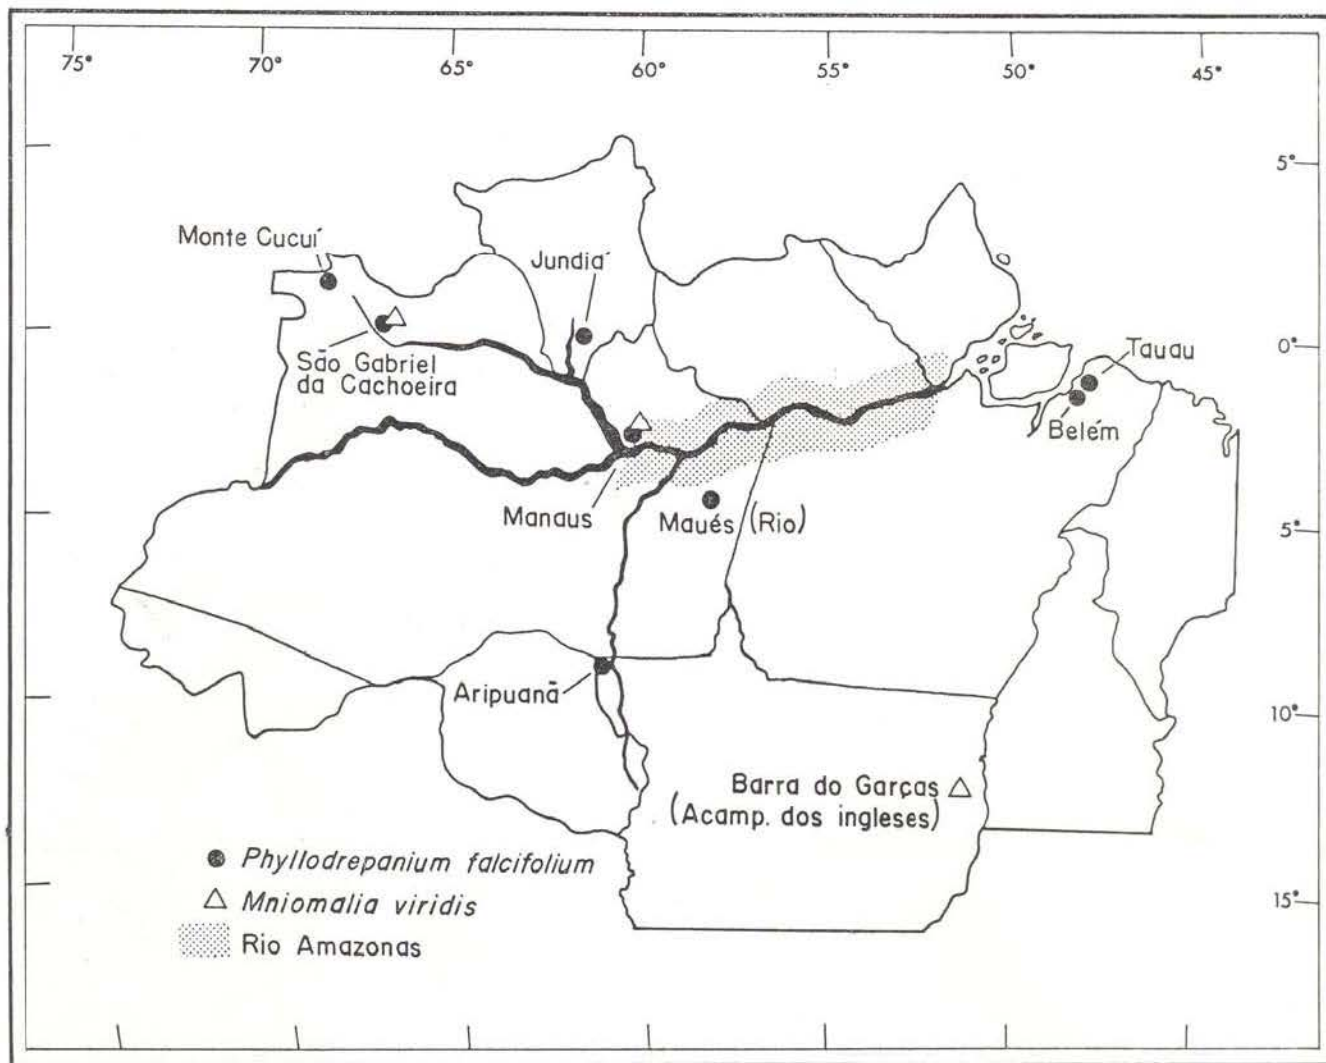 75° 70° 65° 60° 55° 50° 45°
5°
Monte Cucuí
Jundiá
0°
Tauau
São Gabriel
da Cachoeira
Belém
Manaus
Maués (Rio)
5°
Aripuanã
10°
Barra do Garças
(Acamp. dos ingleses)
Phyllodrepanium falcifolium
Mniomalia viridis
15°
Rio Amazonas